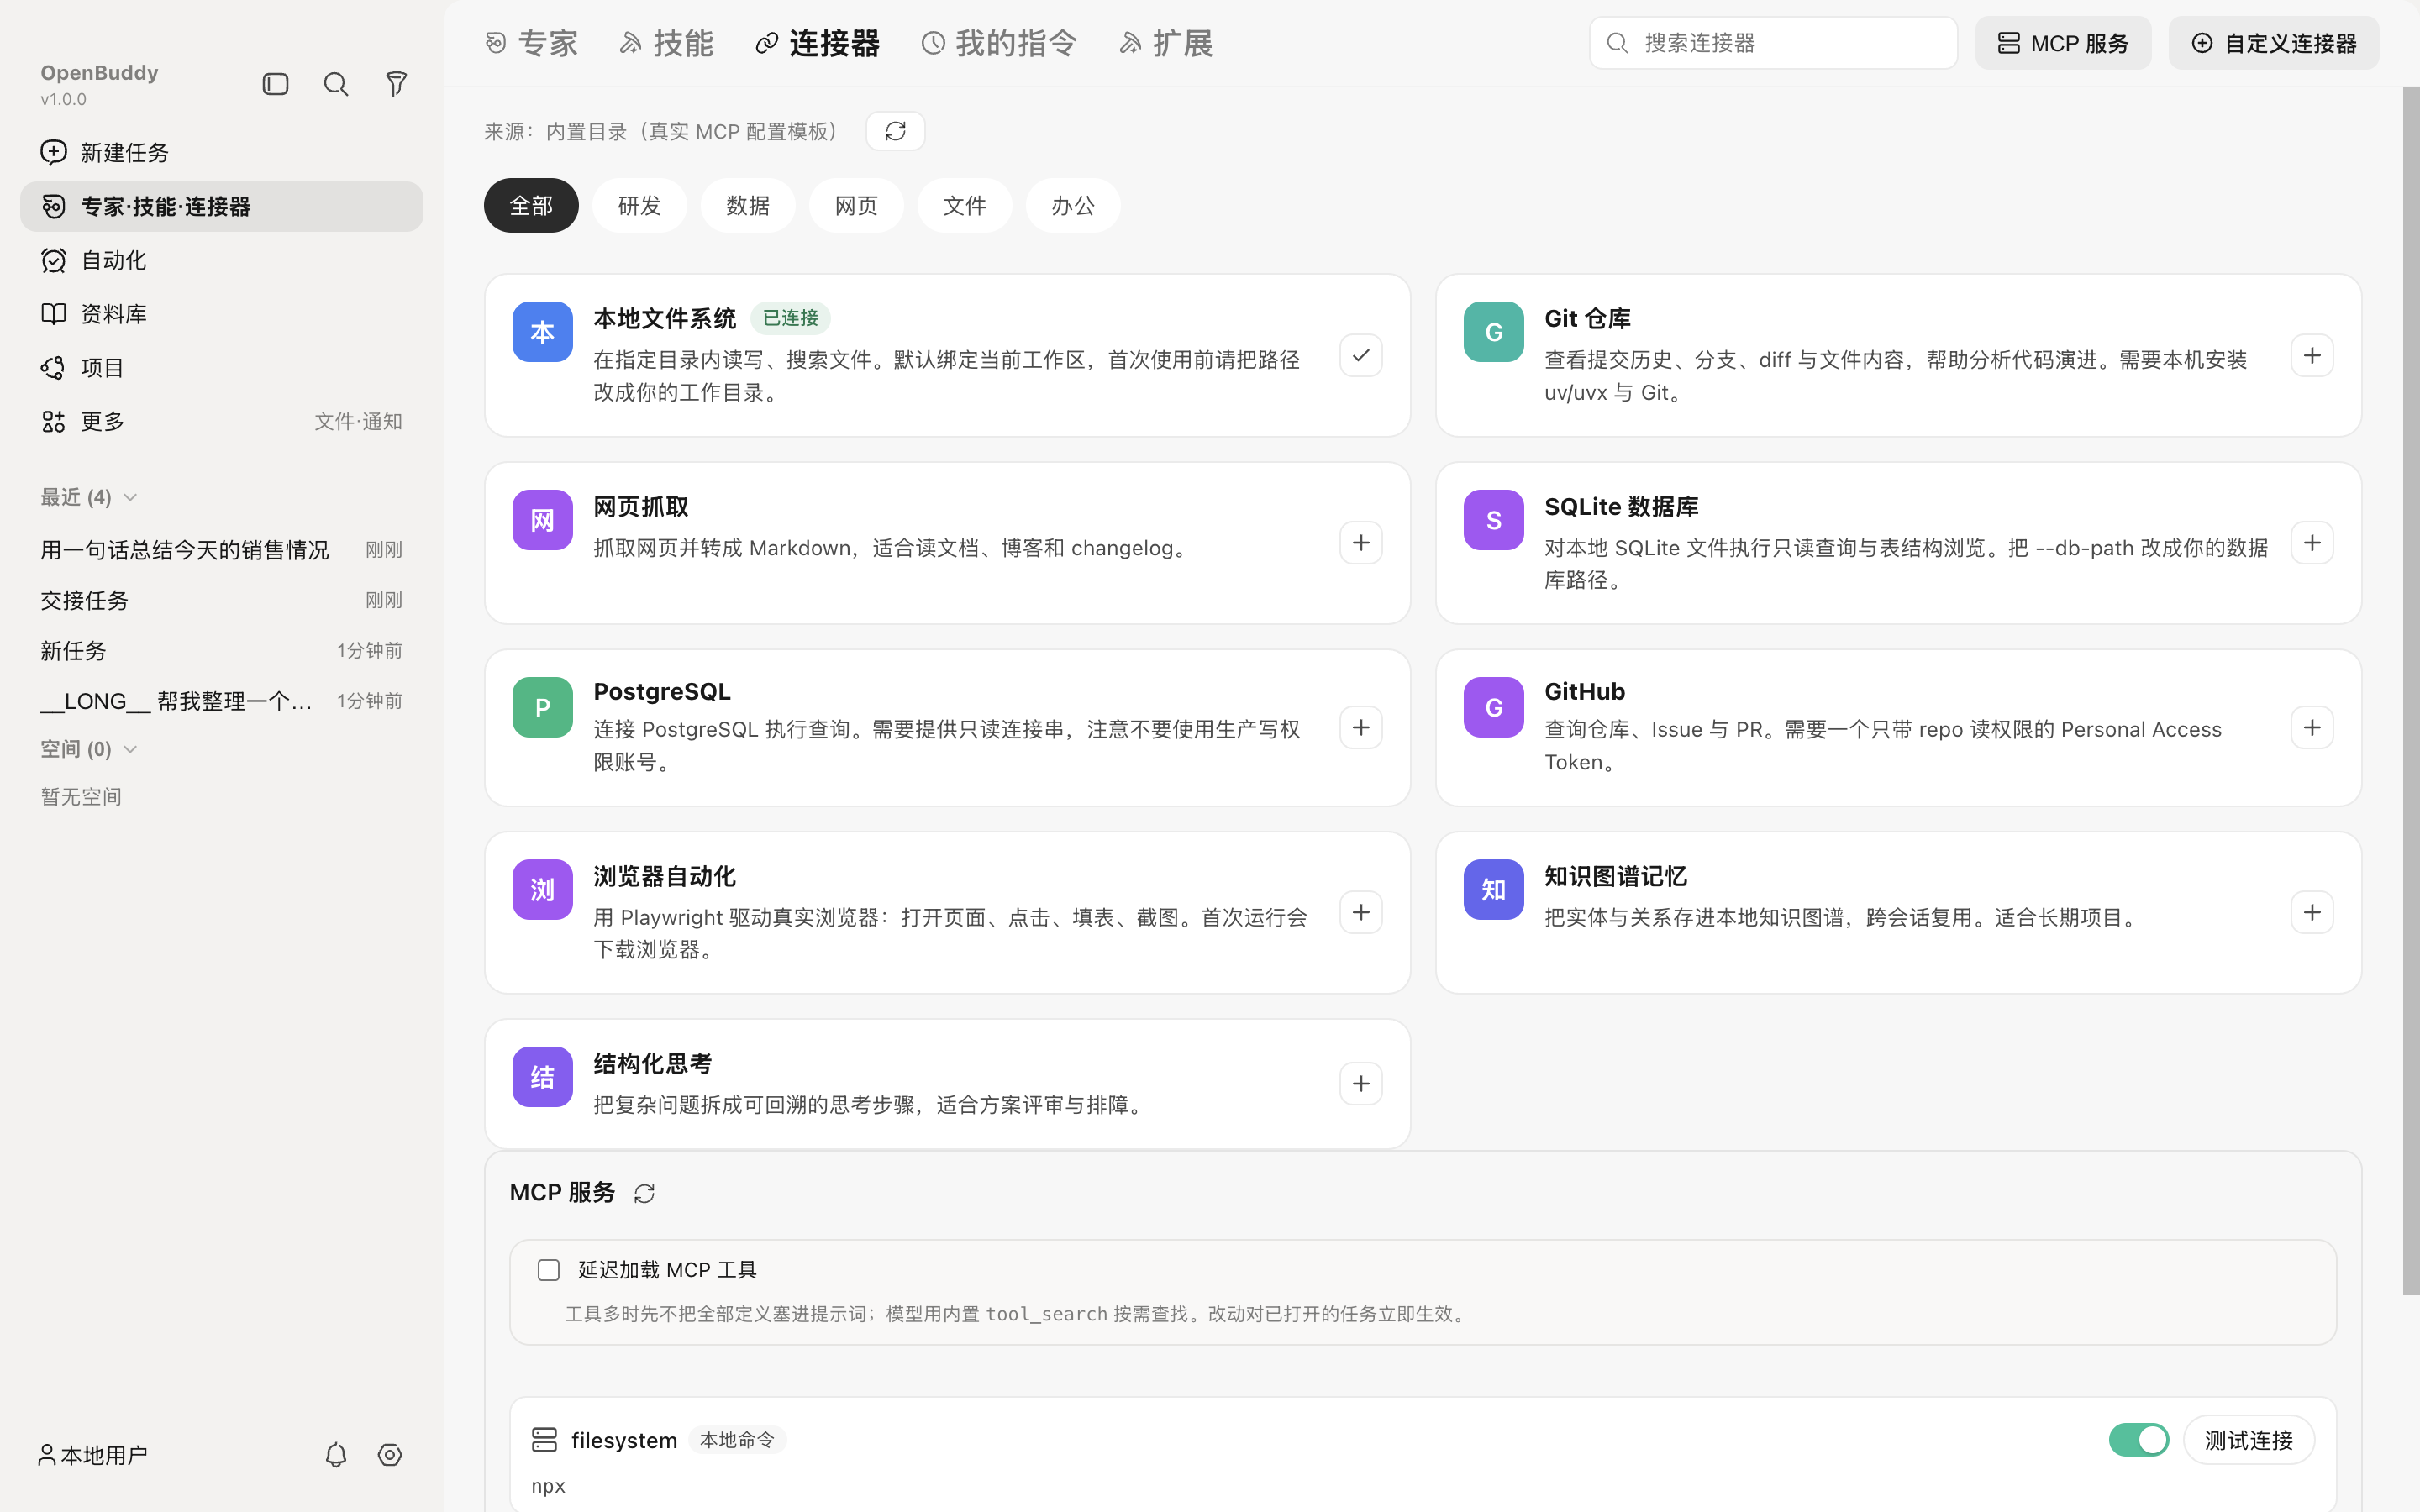 OpenBuddy
v1.0.0
新建任务
专家·技能·连接器
自动化
资料库
项目
更多 文件·通知
最近 (4)
用一句话总结今天的销售情况 刚刚
交接任务 刚刚
新任务 1分钟前
__LONG__ 帮我整理一个… 1分钟前
空间 (0)
暂无空间
本地用户
专家 技能 连接器 我的指令 扩展
搜索连接器
MCP 服务
自定义连接器
来源：内置目录（真实 MCP 配置模板）
全部 研发 数据 网页 文件 办公
本
本地文件系统 已连接
在指定目录内读写、搜索文件。默认绑定当前工作区，首次使用前请把路径
改成你的工作目录。
G
Git 仓库
查看提交历史、分支、diff 与文件内容，帮助分析代码演进。需要本机安装
uv/uvx 与 Git。
网
网页抓取
抓取网页并转成 Markdown，适合读文档、博客和 changelog。
S
SQLite 数据库
对本地 SQLite 文件执行只读查询与表结构浏览。把 --db-path 改成你的数据
库路径。
P
PostgreSQL
连接 PostgreSQL 执行查询。需要提供只读连接串，注意不要使用生产写权
限账号。
G
GitHub
查询仓库、Issue 与 PR。需要一个只带 repo 读权限的 Personal Access
Token。
浏
浏览器自动化
用 Playwright 驱动真实浏览器：打开页面、点击、填表、截图。首次运行会
下载浏览器。
知
知识图谱记忆
把实体与关系存进本地知识图谱，跨会话复用。适合长期项目。
结
结构化思考
把复杂问题拆成可回溯的思考步骤，适合方案评审与排障。
MCP 服务
延迟加载 MCP 工具
工具多时先不把全部定义塞进提示词；模型用内置 tool_search 按需查找。改动对已打开的任务立即生效。
filesystem 本地命令
测试连接
npx